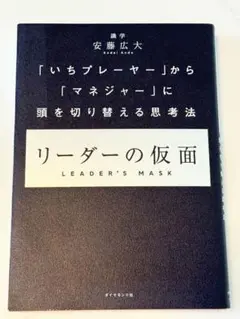 識学
安藤広大
Kodai Ando
「いちプレーヤー」から
「マネジャー」に
頭を切り替える思考法
リーダーの仮面
LEADER'S MASK
ダイヤモンド社